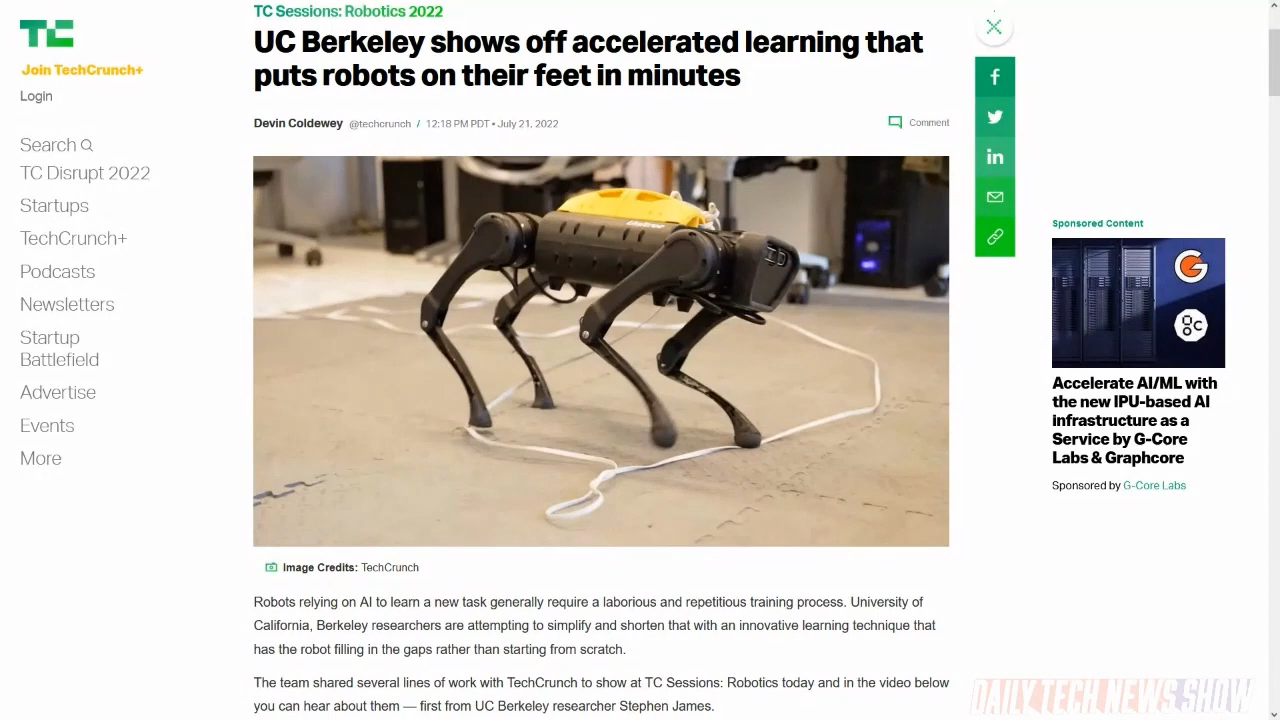 TC
Join TechCrunch+
Login
Search
TC Disrupt 2022
Startups
TechCrunch+
Podcasts
Newsletters
Startup
Battlefield
Advertise
Events
More
TC Sessions: Robotics 2022
UC Berkeley shows off accelerated learning that
puts robots on their feet in minutes
Devin Coldewey @techcrunch / 12:18 PM PDT • July 21, 2022
Comment
Unitree
Image Credits: TechCrunch
Robots relying on AI to learn a new task generally require a laborious and repetitious training process. University of
California, Berkeley researchers are attempting to simplify and shorten that with an innovative learning technique that
has the robot filling in the gaps rather than starting from scratch.
The team shared several lines of work with TechCrunch to show at TC Sessions: Robotics today and in the video below
you can hear about them — first from UC Berkeley researcher Stephen James.
f
in
Sponsored Content
G
gc
Accelerate AI/ML with
the new IPU-based AI
infrastructure as a
Service by G-Core
Labs & Graphcore
Sponsored by G-Core Labs
DAILY TECH NEWS SHOW